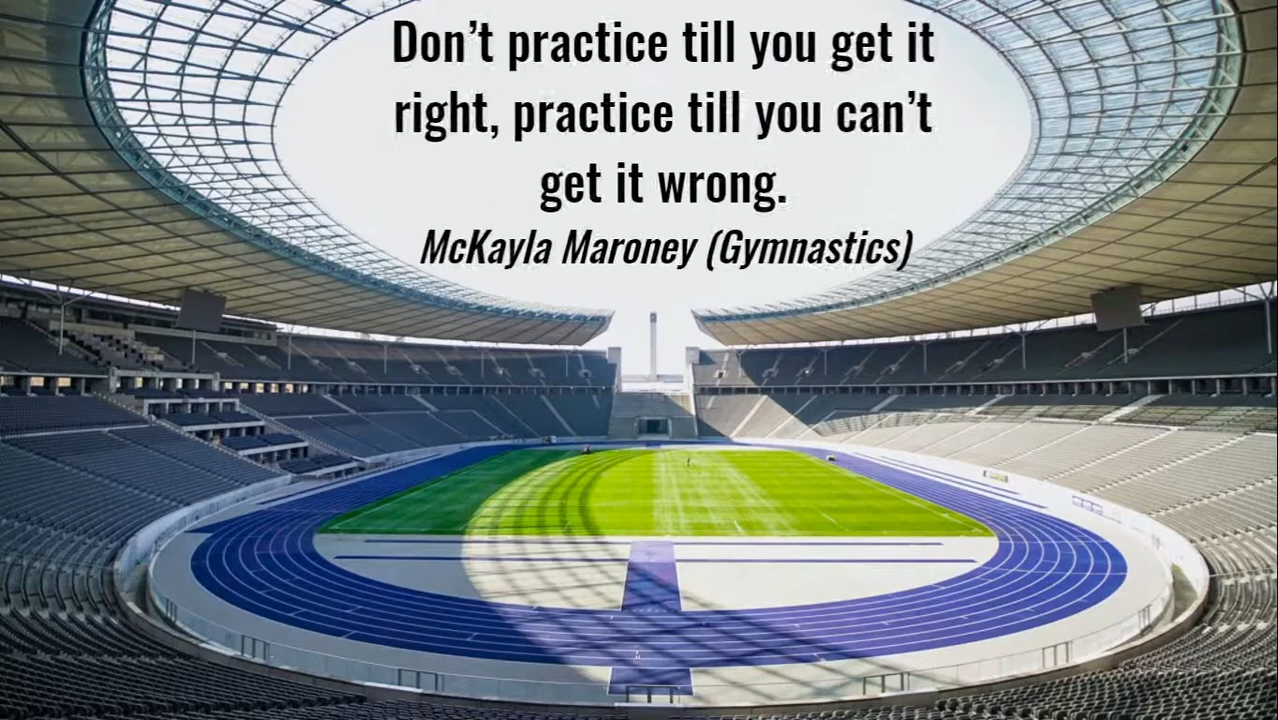 Don’t practice till you get it
right, practice till you can’t
get it wrong.
McKayla Maroney (Gymnastics)